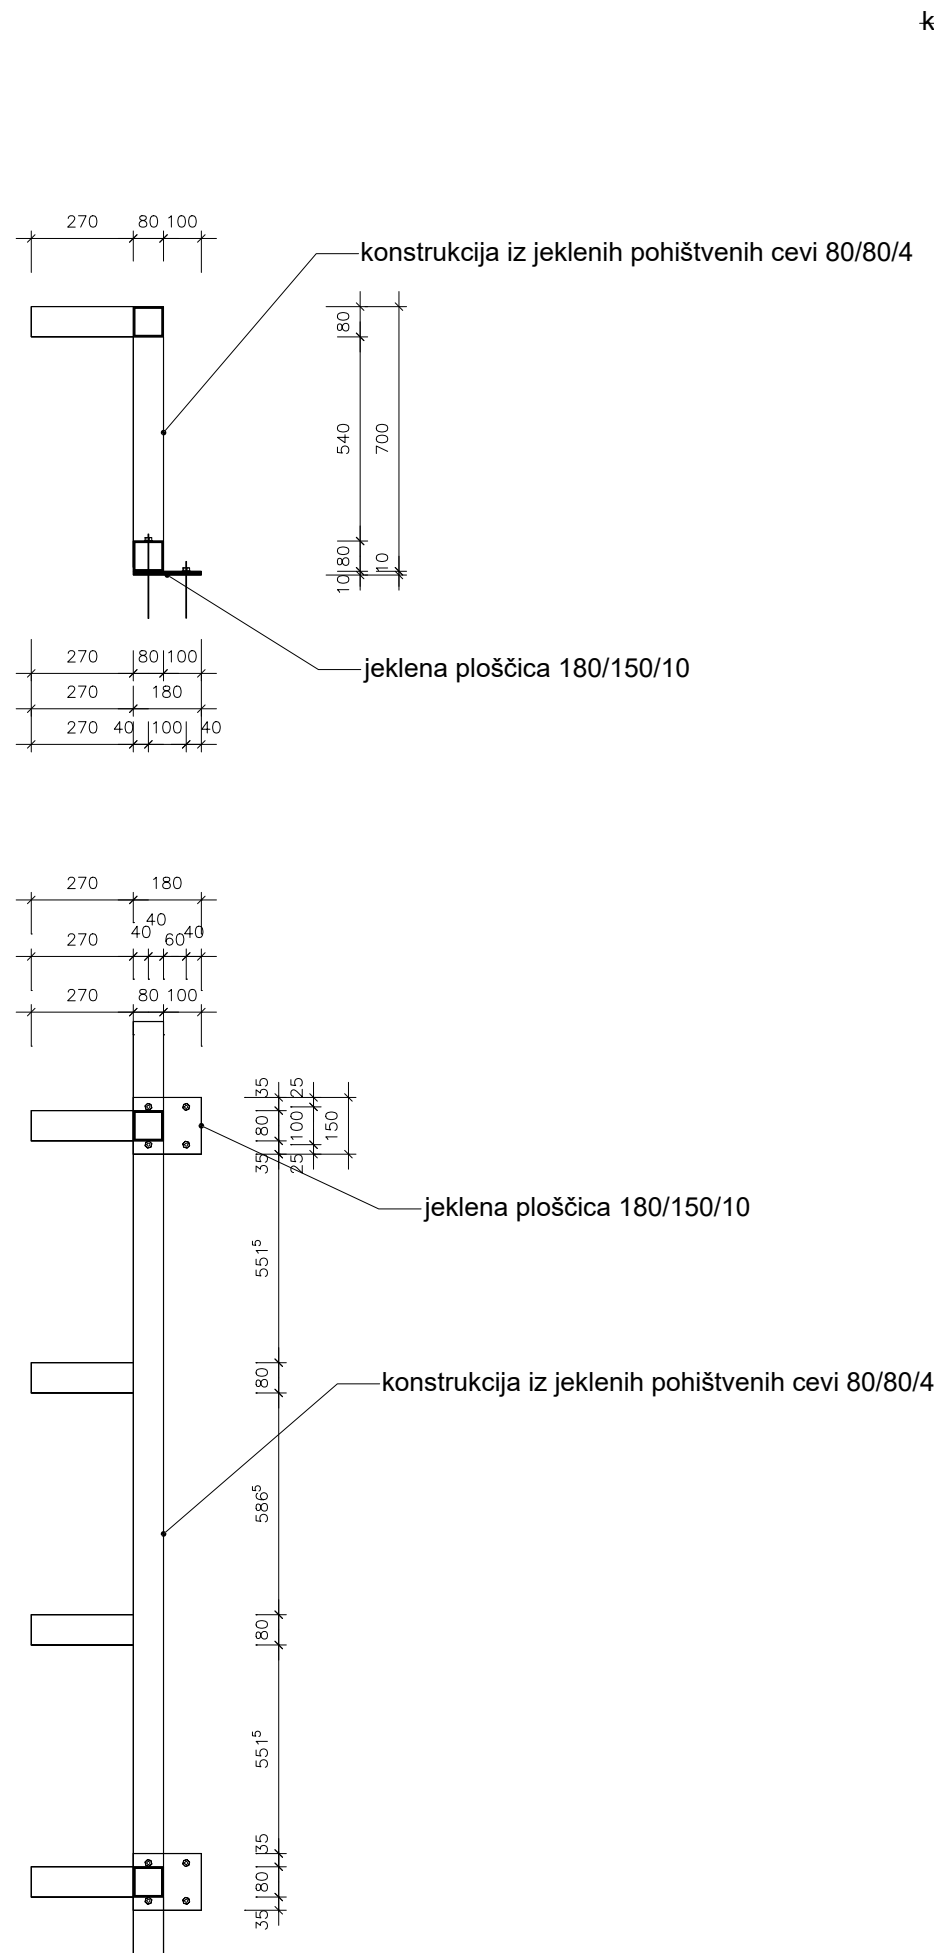 k
270 80 100
konstrukcija iz jeklenih pohištvenih cevi 80/80/4
80
540
700
80
10
10
270 80 100
jeklena ploščica 180/150/10
270 180
270 40 100 40
270 180
40
270 40 60 40
270 80 100
35 25
80 100 150
35 25
jeklena ploščica 180/150/10
551⁵
80
konstrukcija iz jeklenih pohištvenih cevi 80/80/4
586⁵
80
551⁵
35
80
35